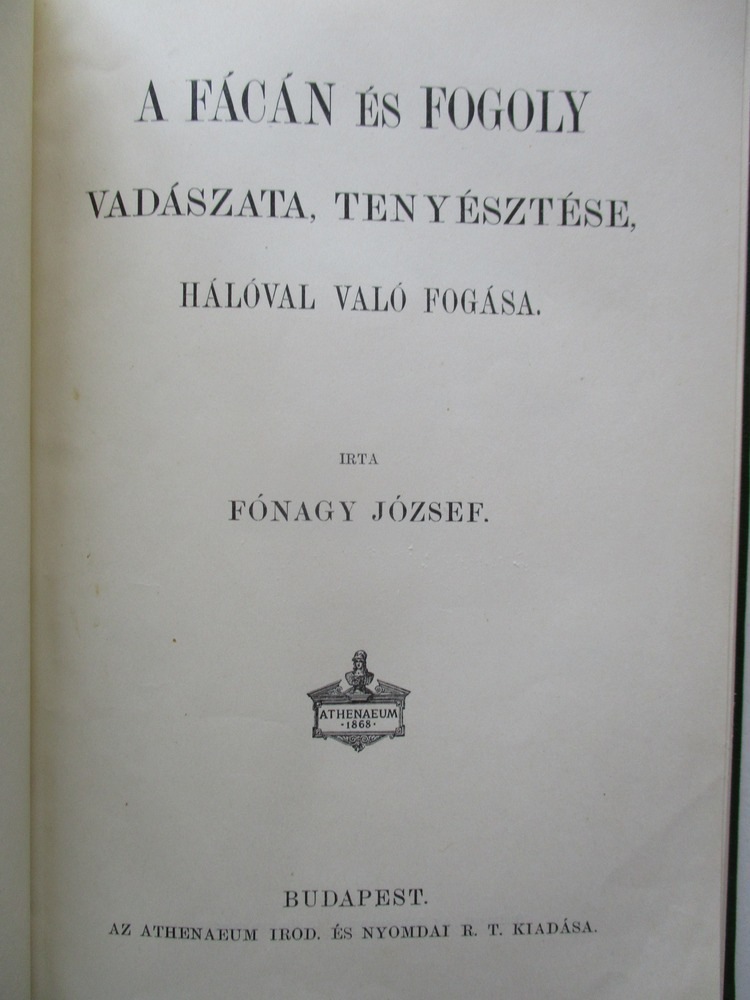 A FÁCÁN ÉS FOGOLY
VADÁSZATA, TENYÉSZTÉSE,
HÁLÓVAL VALÓ FOGÁSA.
IRTA
FÓNAGY JÓZSEF.
ATHENAEUM
·1868·
BUDAPEST.
AZ ATHENAEUM IROD. ÉS NYOMDAI R. T. KIADÁSA.